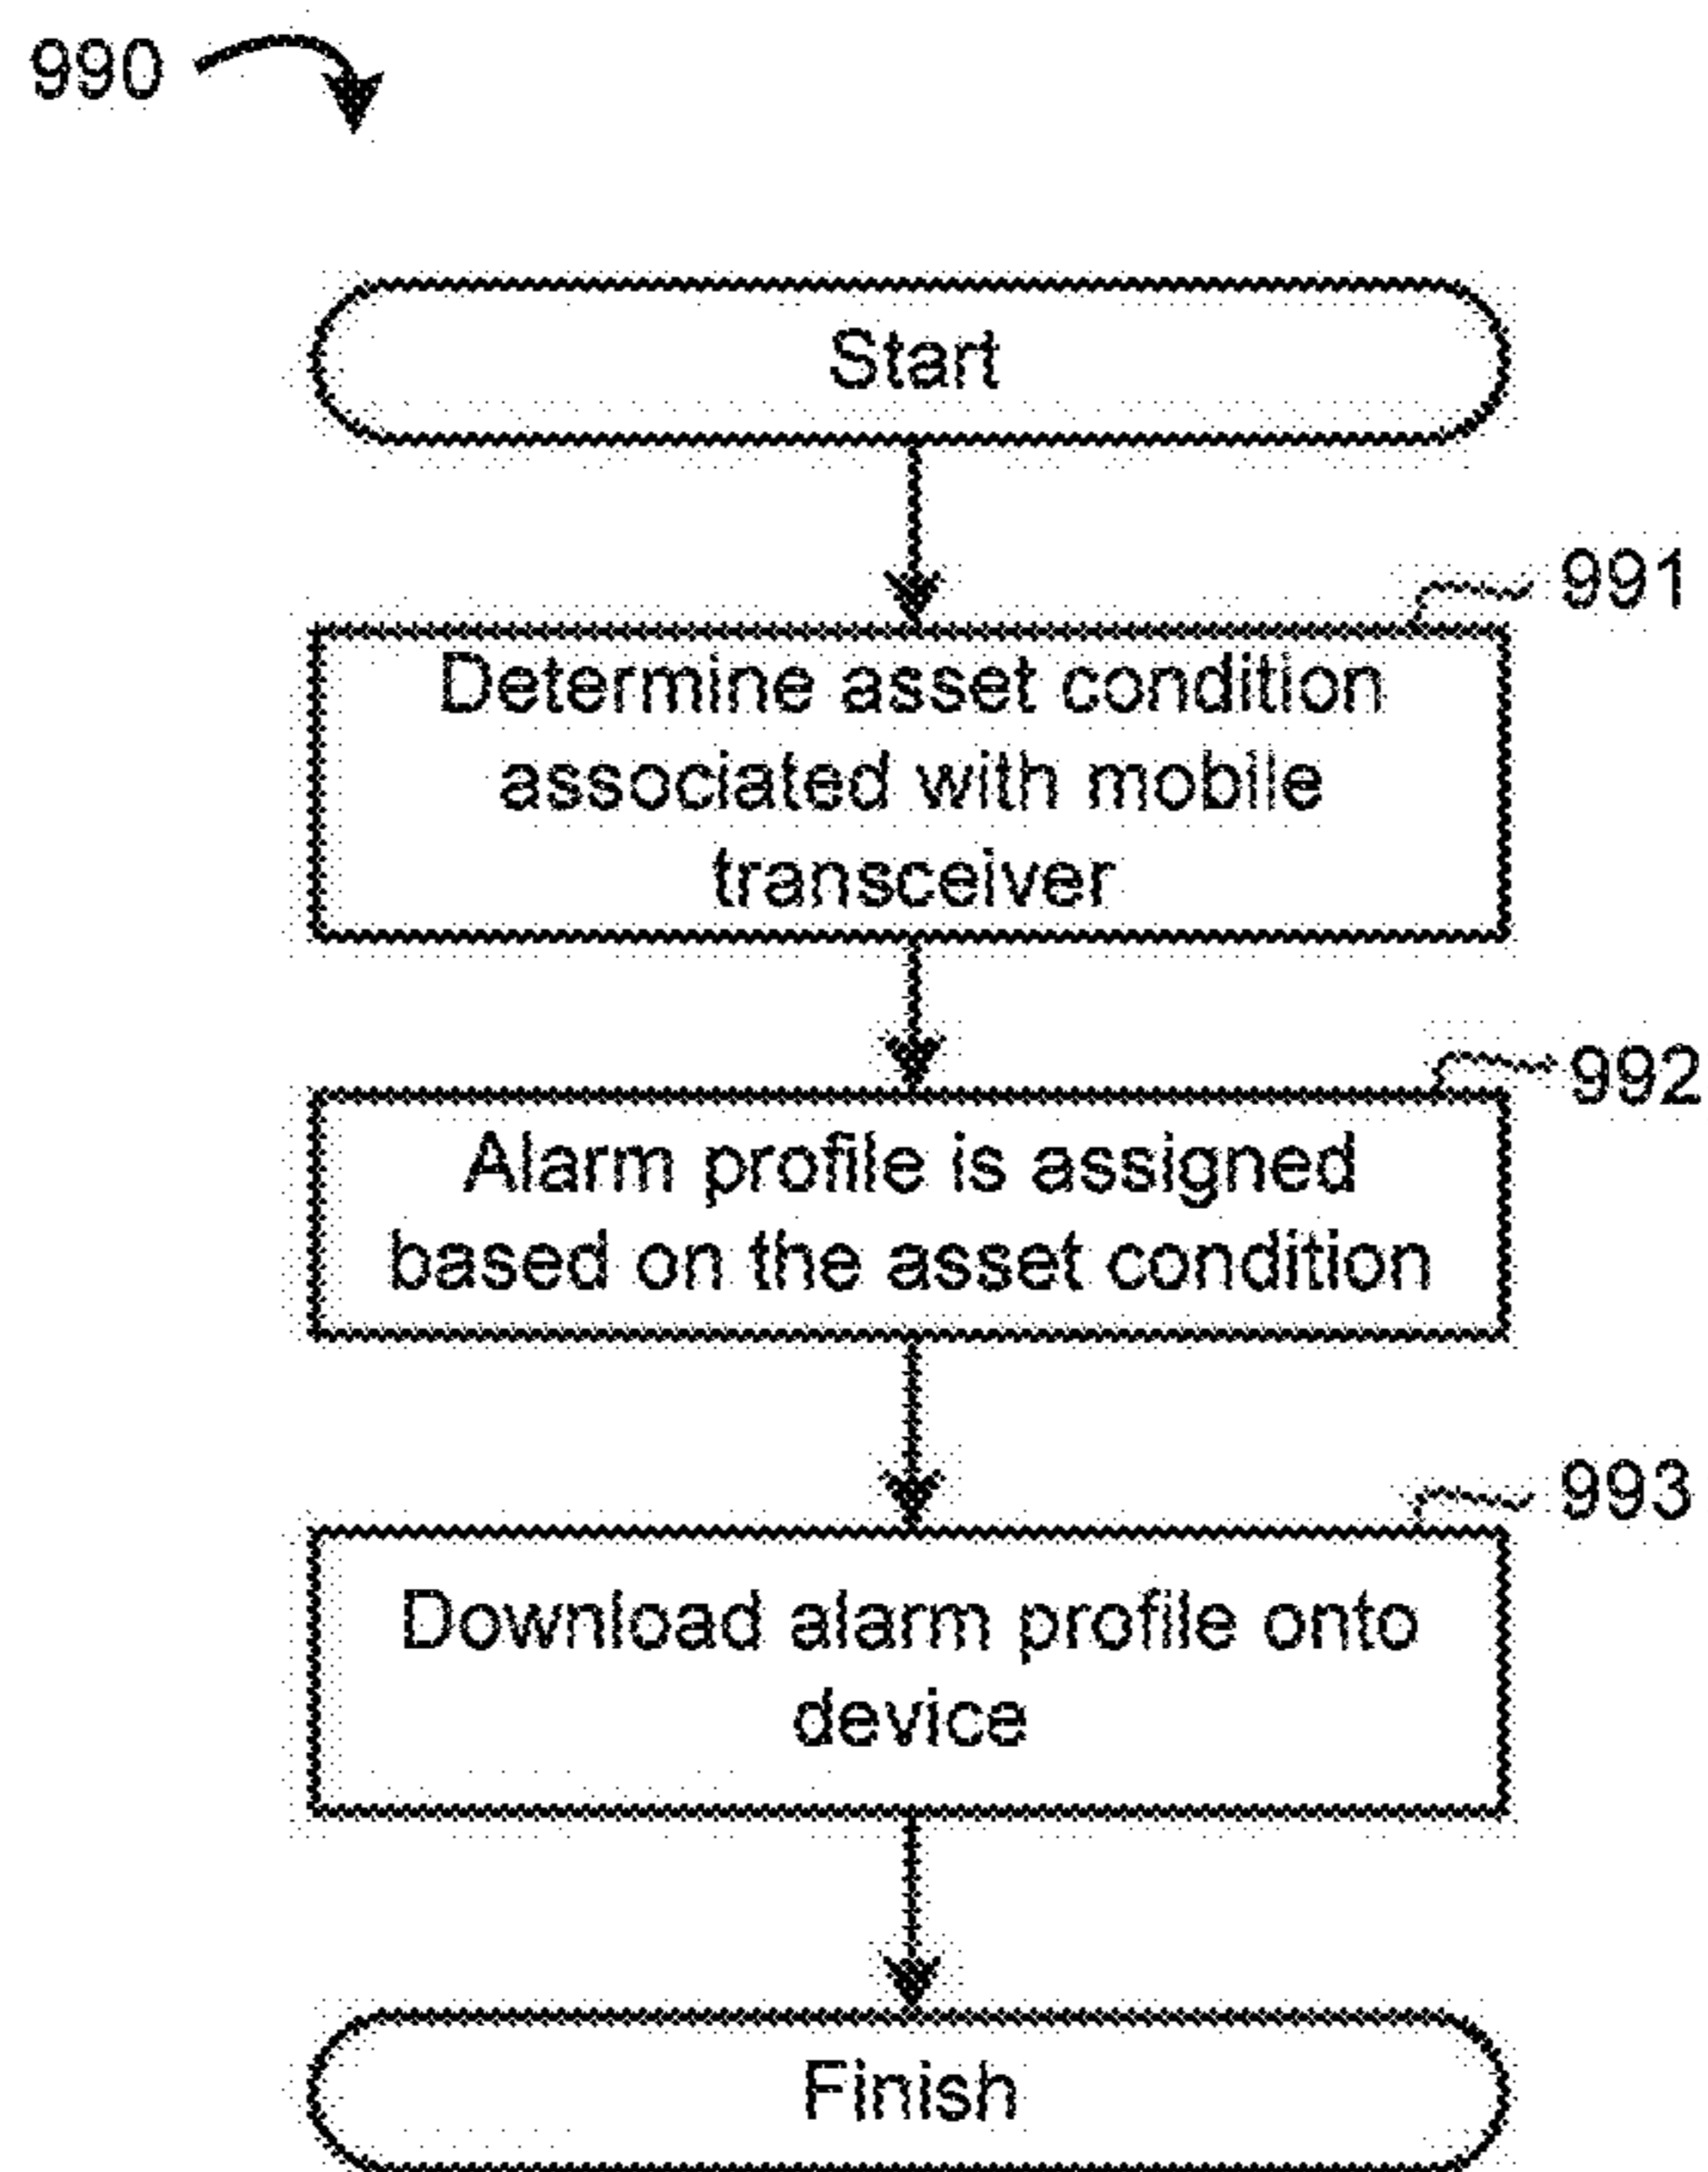 990
Start
991
Determine asset condition
associated with mobile
transceiver
992
Alarm profile is assigned
based on the asset condition
993
Download alarm profile onto
device
Finish